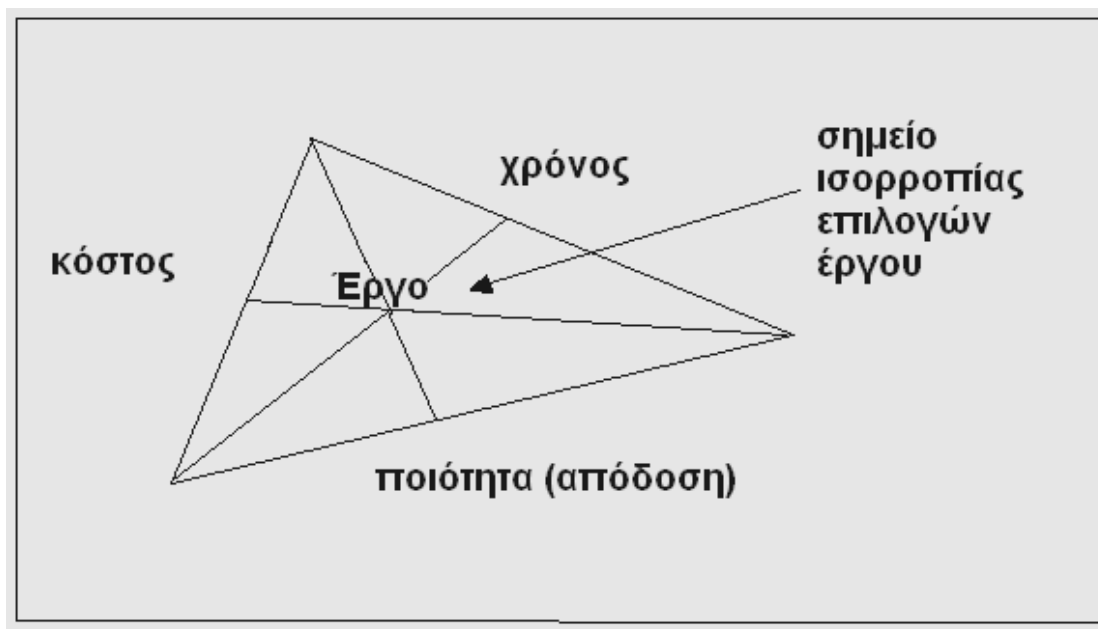 χρόνος
σημείο
ισορροπίας
επιλογών
έργου
κόστος
Έργο
ποιότητα (απόδοση)